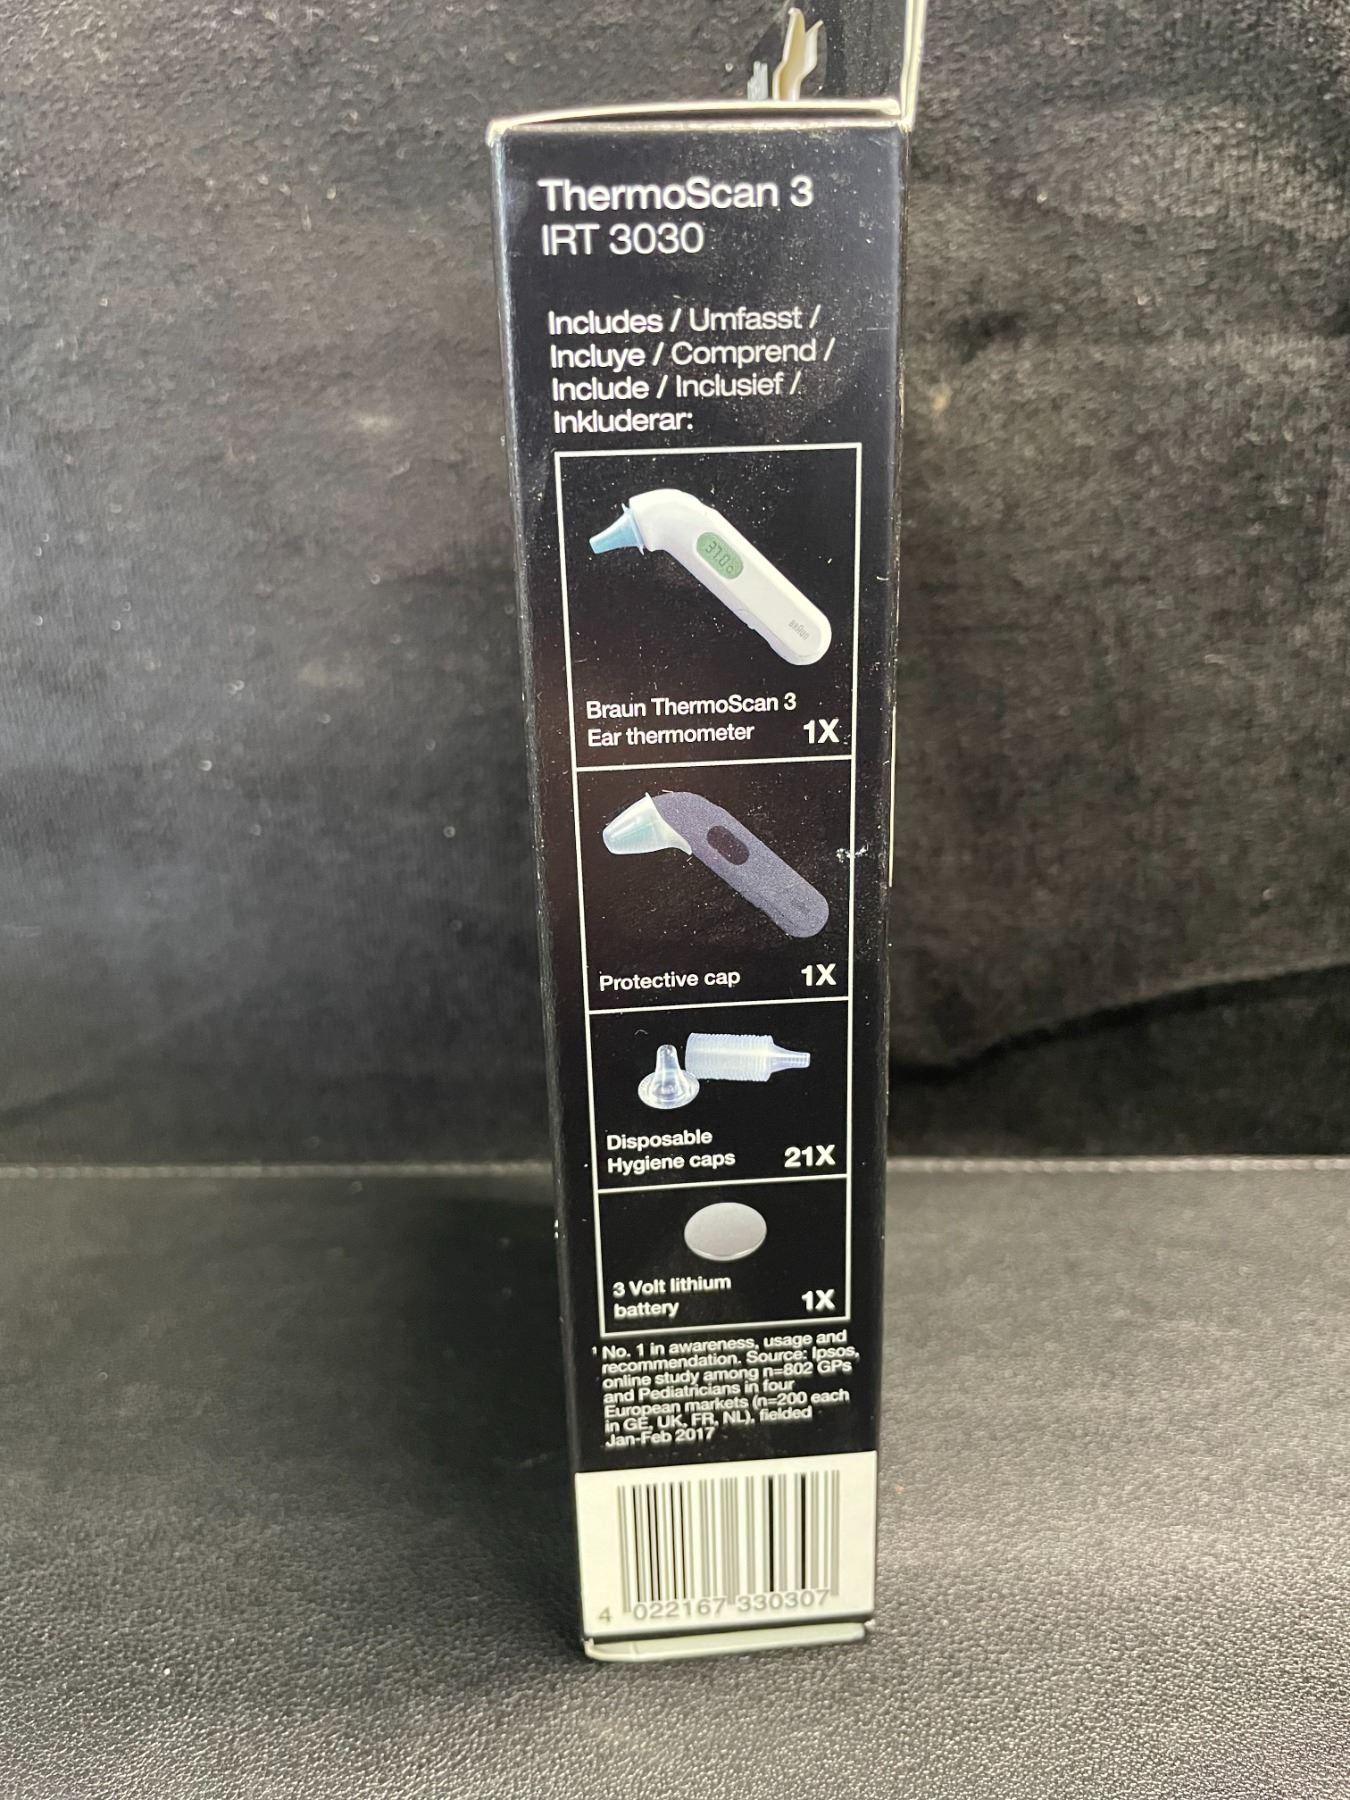 ThermoScan 3
IRT 3030
Includes / Umfasst /
Incluye / Comprend /
Include / Inclusief /
Inkluderar:
37.0°c
BRAUN
Braun ThermoScan 3
Ear thermometer 1X
Protective cap 1X
Disposable
Hygiene caps 21X
3 Volt lithium
battery 1X
¹ No. 1 in awareness, usage and
recommendation. Source: Ipsos,
online study among n=802 GPs
and Pediatricians in four
European markets (n=200 each
in GE, UK, FR, NL), fielded
Jan-Feb 2017
4 022167 330307